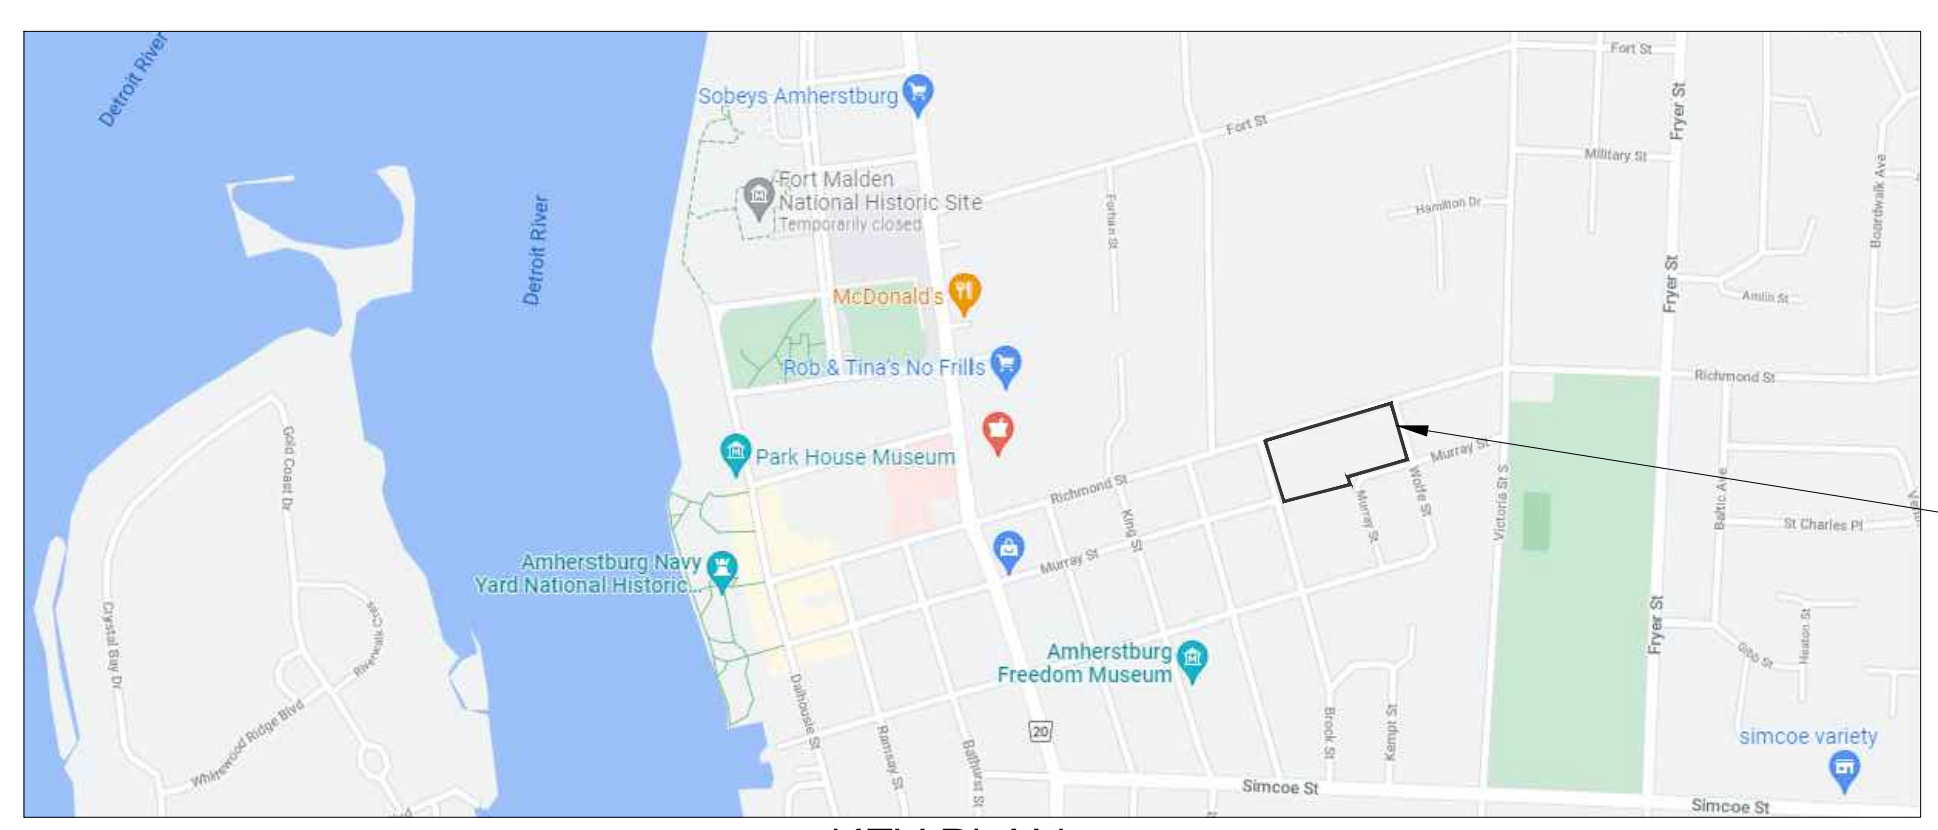 Detroit River
Fort St
Fryer St
Sobeys Amherstburg
Fort St
Military St
Boardwalk Ave
Fort Malden
National Historic Site
Temporarily closed
Detroit River
Forhan St
Hamilton Dr
Fryer St
McDonald's
Amlin St
Rob & Tina's No Frills
Richmond St
Gold Coast Dr
Park House Museum
Murray St
Richmond St
Wolfe St
Victoria St S
Baltic Ave
Murray St
King St
St Charles Pl
Murray St
Amherstburg Navy
Yard National Historic...
Crystal Bay Dr
Riverwalk Cres
Fryer St
Heaton St
Gibb St
Amherstburg
Freedom Museum
Dalhousie St
Whitewood Ridge Blvd
Ramsay St
Bathurst St
20
Brock St
Kempt St
simcoe variety
Simcoe St
Simcoe St